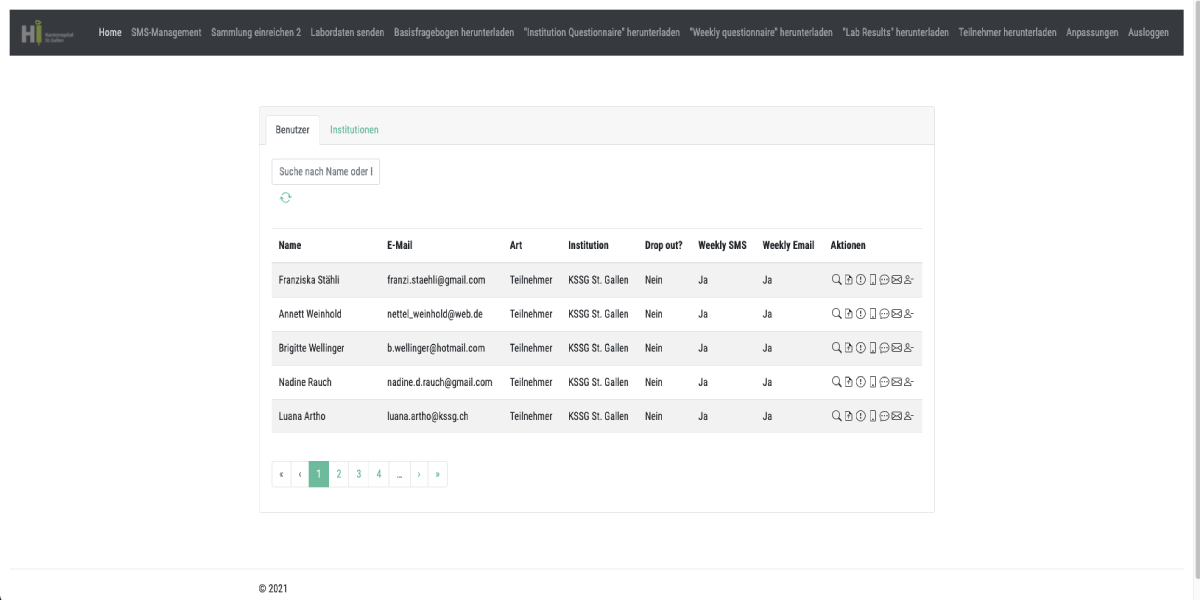 Hi Kantonsspital St.Gallen
Home SMS-Management Sammlung einreichen 2 Labordaten senden Basisfragebogen herunterladen "Institution Questionnaire" herunterladen "Weekly questionnaire" herunterladen "Lab Results" herunterladen Teilnehmer herunterladen Anpassungen Ausloggen
Benutzer Institutionen
Suche nach Name oder
Name E-Mail Art Institution Drop out? Weekly SMS Weekly Email Aktionen
Franziska Stähli franzi.staehli@gmail.com Teilnehmer KSSG St. Gallen Nein Ja Ja
Annett Weinhold nettel_weinhold@web.de Teilnehmer KSSG St. Gallen Nein Ja Ja
Brigitte Wellinger b.wellinger@hotmail.com Teilnehmer KSSG St. Gallen Nein Ja Ja
Nadine Rauch nadine.d.rauch@gmail.com Teilnehmer KSSG St. Gallen Nein Ja Ja
Luana Artho luana.artho@kssg.ch Teilnehmer KSSG St. Gallen Nein Ja Ja
« ‹ 1 2 3 4 ... › »
© 2021